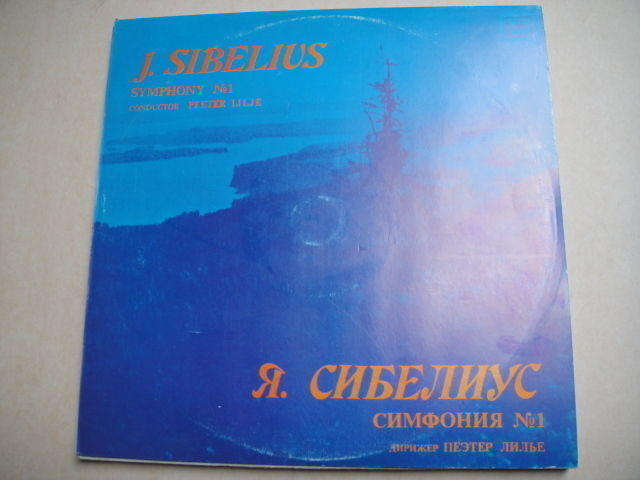 J. SIBELIUS
SYMPHONY №1
CONDUCTOR PEETER LILJE
Я. СИБЕЛИУС
СИМФОНИЯ №1
ДИРИЖЕР ПЕЭТЕР ЛИЛЬЕ